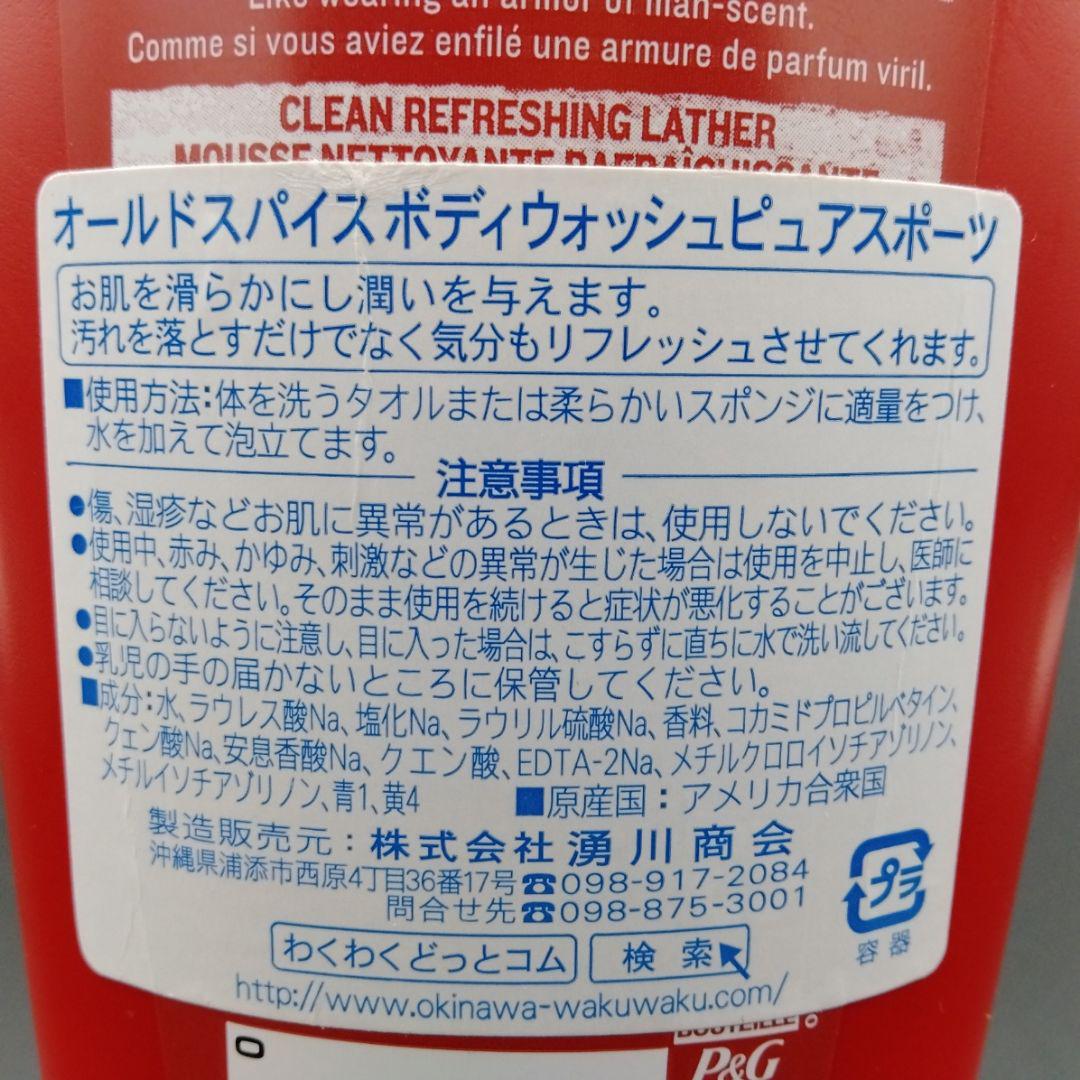 Like wearing an armor of man-scent.
Comme si vous aviez enfilé une armure de parfum viril.
CLEAN REFRESHING LATHER
MOUSSE NETTOYANTE RAFRAÎCHISSANTE
オールドスパイスボディウォッシュピュアスポーツ
お肌を滑らかにし潤いを与えます。
汚れを落とすだけでなく気分もリフレッシュさせてくれます。
■使用方法:体を洗うタオルまたは柔らかいスポンジに適量をつけ、
水を加えて泡立てます。
注意事項
●傷、湿疹などお肌に異常があるときは、使用しないでください。
●使用中、赤み、かゆみ、刺激などの異常が生じた場合は使用を中止し、医師に
相談してください。そのまま使用を続けると症状が悪化することがございます。
●目に入らないように注意し、目に入った場合は、こすらずに直ちに水で洗い流してください。
●乳児の手の届かないところに保管してください。
■成分:水、ラウレス酸Na、塩化Na、ラウリル硫酸Na、香料、コカミドプロピルベタイン、
クェン酸Na、安息香酸Na、クエン酸、EDTA-2Na、メチルクロロイソチアゾリノン、
メチルイソチアゾリノン、青1、黄4 ■原産国:アメリカ合衆国
製造販売元:株式会社湧川商会
沖縄県浦添市西原4丁目36番17号☎098-917-2084
問合せ先☎098-875-3001
プラ
容器
わくわくどっとコム 検索
http://www.okinawa-wakuwaku.com/
BOUTEILLE
P&G